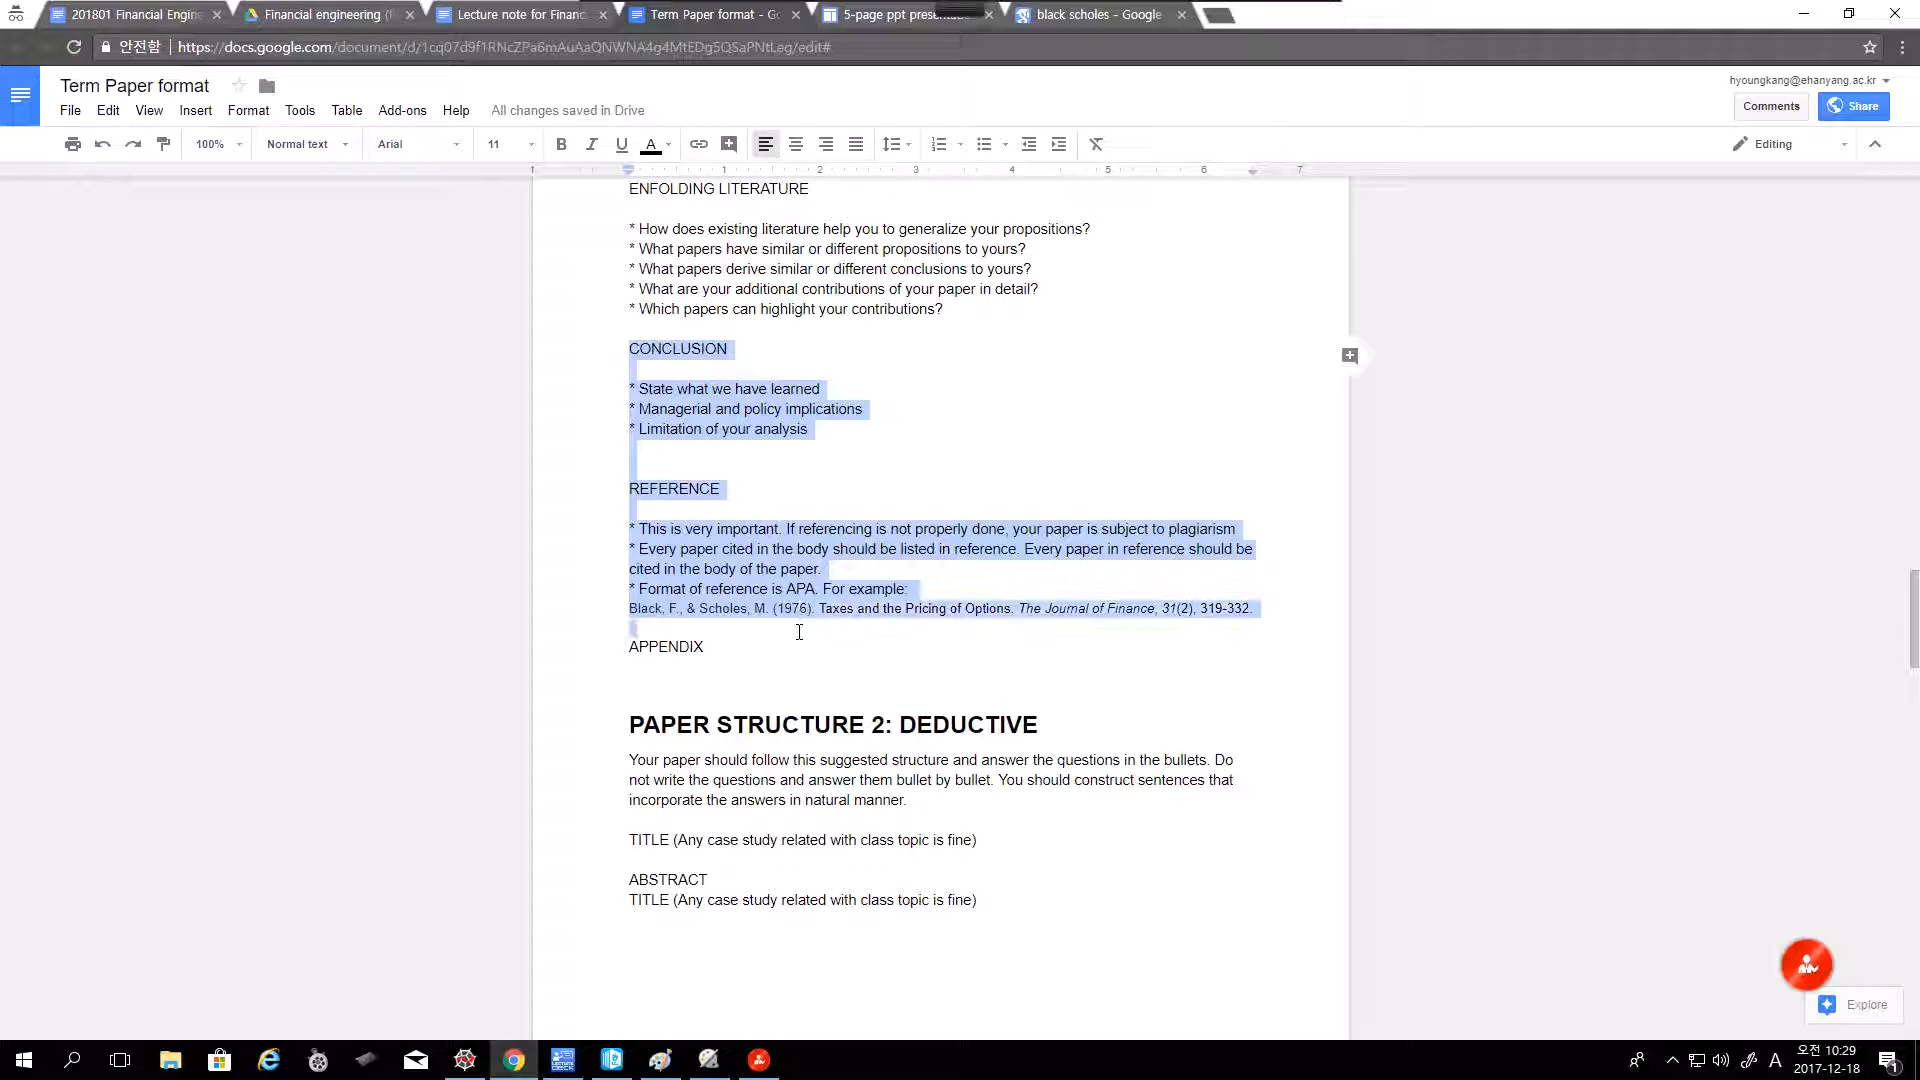 201801 Financial Engin
Financial engineering (
Lecture note for Financ
Term Paper format - Go
5-page ppt presenta
black scholes - Google
안전함
https://docs.google.com/document/d/1cq07d9f1RNcZPa6mAuAaQNWNA4g4MtEDg5QSaPNtLeg/edit#
Term Paper format
hyoungkang@ehanyang.ac.kr
File Edit View Insert Format Tools Table Add-ons Help All changes saved in Drive
Comments
Share
100% Normal text Arial 11 B I U A Editing
1 1 2 3 4 5 6 7
ENFOLDING LITERATURE
* How does existing literature help you to generalize your propositions?
* What papers have similar or different propositions to yours?
* What papers derive similar or different conclusions to yours?
* What are your additional contributions of your paper in detail?
* Which papers can highlight your contributions?
CONCLUSION
* State what we have learned
* Managerial and policy implications
* Limitation of your analysis
REFERENCE
* This is very important. If referencing is not properly done, your paper is subject to plagiarism
* Every paper cited in the body should be listed in reference. Every paper in reference should be
cited in the body of the paper.
* Format of reference is APA. For example:
Black, F., & Scholes, M. (1976). Taxes and the Pricing of Options. The Journal of Finance, 31(2), 319-332.
APPENDIX
PAPER STRUCTURE 2: DEDUCTIVE
Your paper should follow this suggested structure and answer the questions in the bullets. Do
not write the questions and answer them bullet by bullet. You should construct sentences that
incorporate the answers in natural manner.
TITLE (Any case study related with class topic is fine)
ABSTRACT
TITLE (Any case study related with class topic is fine)
Explore
A
오전 10:29
2017-12-18
1